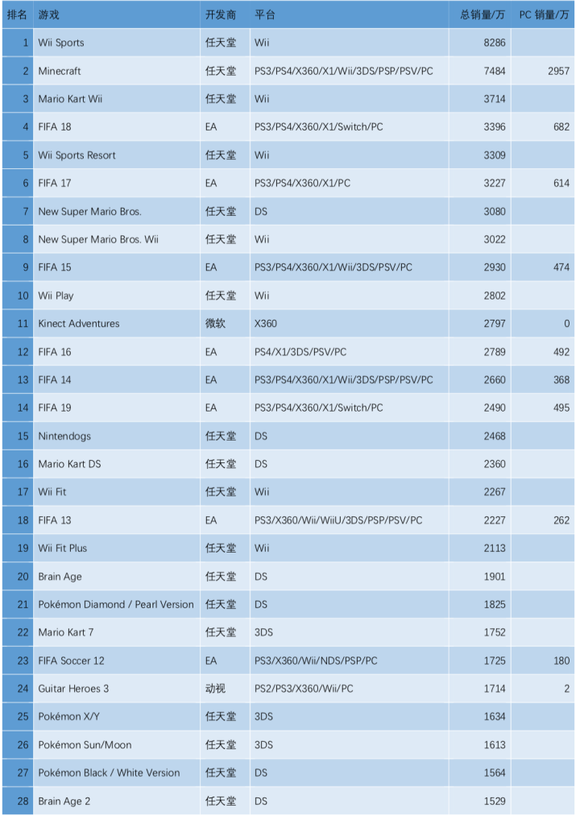 排名 游戏 开发商 平台 总销量/万 PC 销量/万
1 Wii Sports 任天堂 Wii 8286
2 Minecraft 任天堂 PS3/PS4/X360/X1/Wii/3DS/PSP/PSV/PC 7484 2957
3 Mario Kart Wii 任天堂 Wii 3714
4 FIFA 18 EA PS3/PS4/X360/X1/Switch/PC 3396 682
5 Wii Sports Resort 任天堂 Wii 3309
6 FIFA 17 EA PS3/PS4/X360/X1/PC 3227 614
7 New Super Mario Bros. 任天堂 DS 3080
8 New Super Mario Bros. Wii 任天堂 Wii 3022
9 FIFA 15 EA PS3/PS4/X360/X1/Wii/3DS/PSV/PC 2930 474
10 Wii Play 任天堂 Wii 2802
11 Kinect Adventures 微软 X360 2797 0
12 FIFA 16 EA PS4/X1/3DS/PSV/PC 2789 492
13 FIFA 14 EA PS3/PS4/X360/X1/Wii/3DS/PSP/PSV/PC 2660 368
14 FIFA 19 EA PS3/PS4/X360/X1/Switch/PC 2490 495
15 Nintendogs 任天堂 DS 2468
16 Mario Kart DS 任天堂 DS 2360
17 Wii Fit 任天堂 Wii 2267
18 FIFA 13 EA PS3/X360/Wii/WiiU/3DS/PSP/PSV/PC 2227 262
19 Wii Fit Plus 任天堂 Wii 2113
20 Brain Age 任天堂 DS 1901
21 Pokémon Diamond / Pearl Version 任天堂 DS 1825
22 Mario Kart 7 任天堂 3DS 1752
23 FIFA Soccer 12 EA PS3/X360/Wii/NDS/PSP/PC 1725 180
24 Guitar Heroes 3 动视 PS2/PS3/X360/Wii/PC 1714 2
25 Pokémon X/Y 任天堂 3DS 1634
26 Pokémon Sun/Moon 任天堂 3DS 1613
27 Pokémon Black / White Version 任天堂 DS 1564
28 Brain Age 2 任天堂 DS 1529